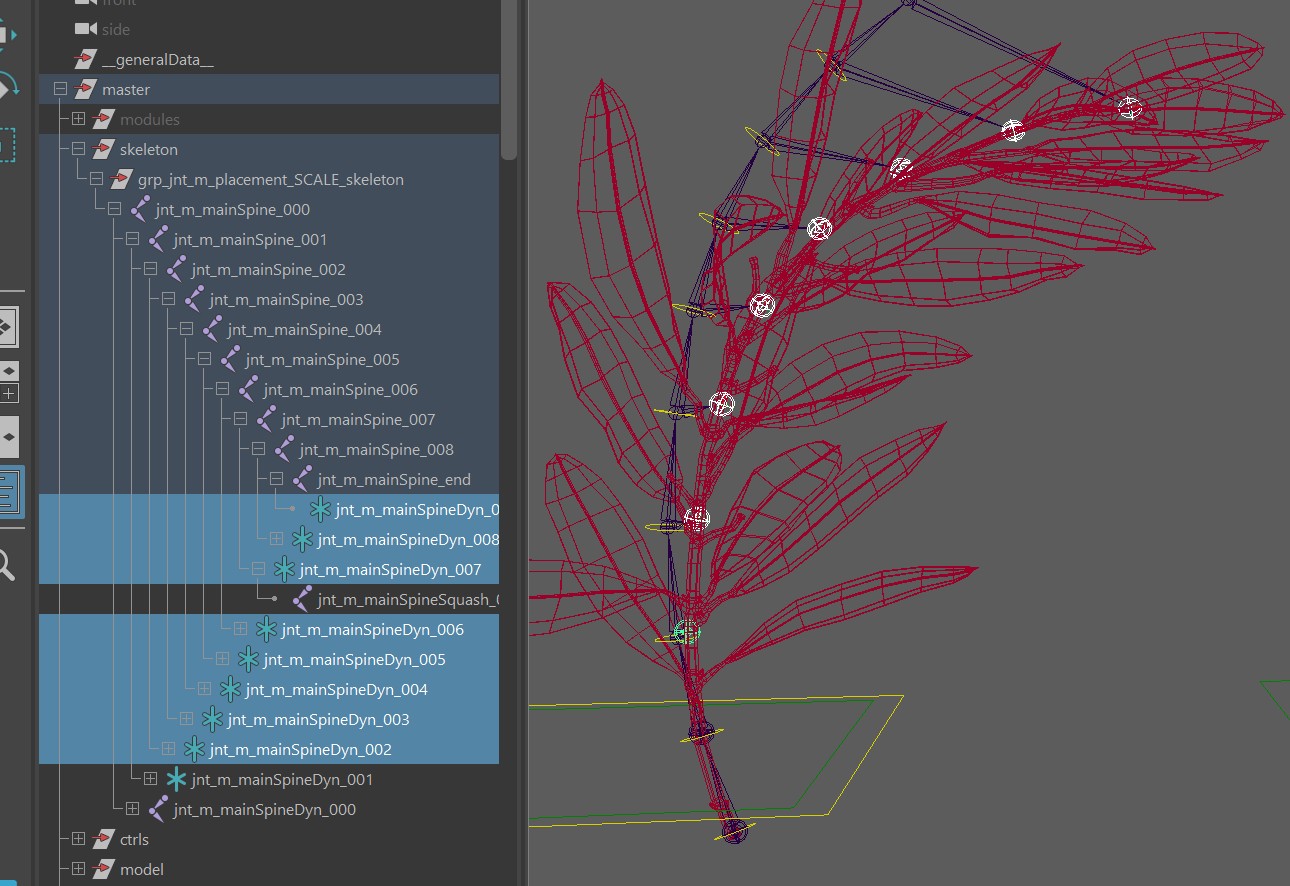 front
side
__generalData__
master
modules
skeleton
grp_jnt_m_placement_SCALE_skeleton
jnt_m_mainSpine_000
jnt_m_mainSpine_001
jnt_m_mainSpine_002
jnt_m_mainSpine_003
jnt_m_mainSpine_004
jnt_m_mainSpine_005
jnt_m_mainSpine_006
jnt_m_mainSpine_007
jnt_m_mainSpine_008
jnt_m_mainSpine_end
jnt_m_mainSpineDyn_0
jnt_m_mainSpineDyn_008
jnt_m_mainSpineDyn_007
jnt_m_mainSpineSquash_
jnt_m_mainSpineDyn_006
jnt_m_mainSpineDyn_005
jnt_m_mainSpineDyn_004
jnt_m_mainSpineDyn_003
jnt_m_mainSpineDyn_002
jnt_m_mainSpineDyn_001
jnt_m_mainSpineDyn_000
ctrls
model